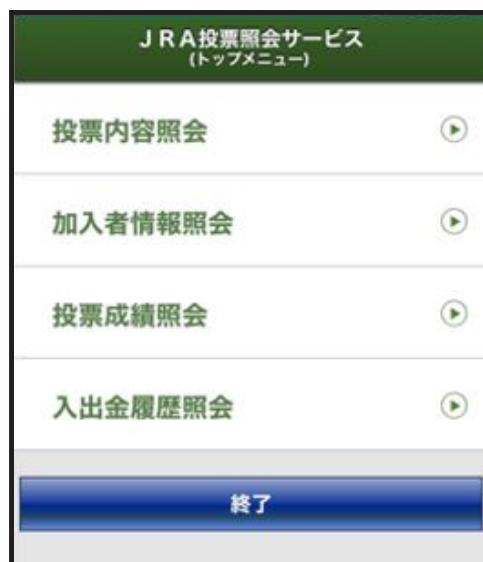 ＪＲＡ投票照会サービス
(トップメニュー)
投票内容照会
加入者情報照会
投票成績照会
入出金履歴照会
終了